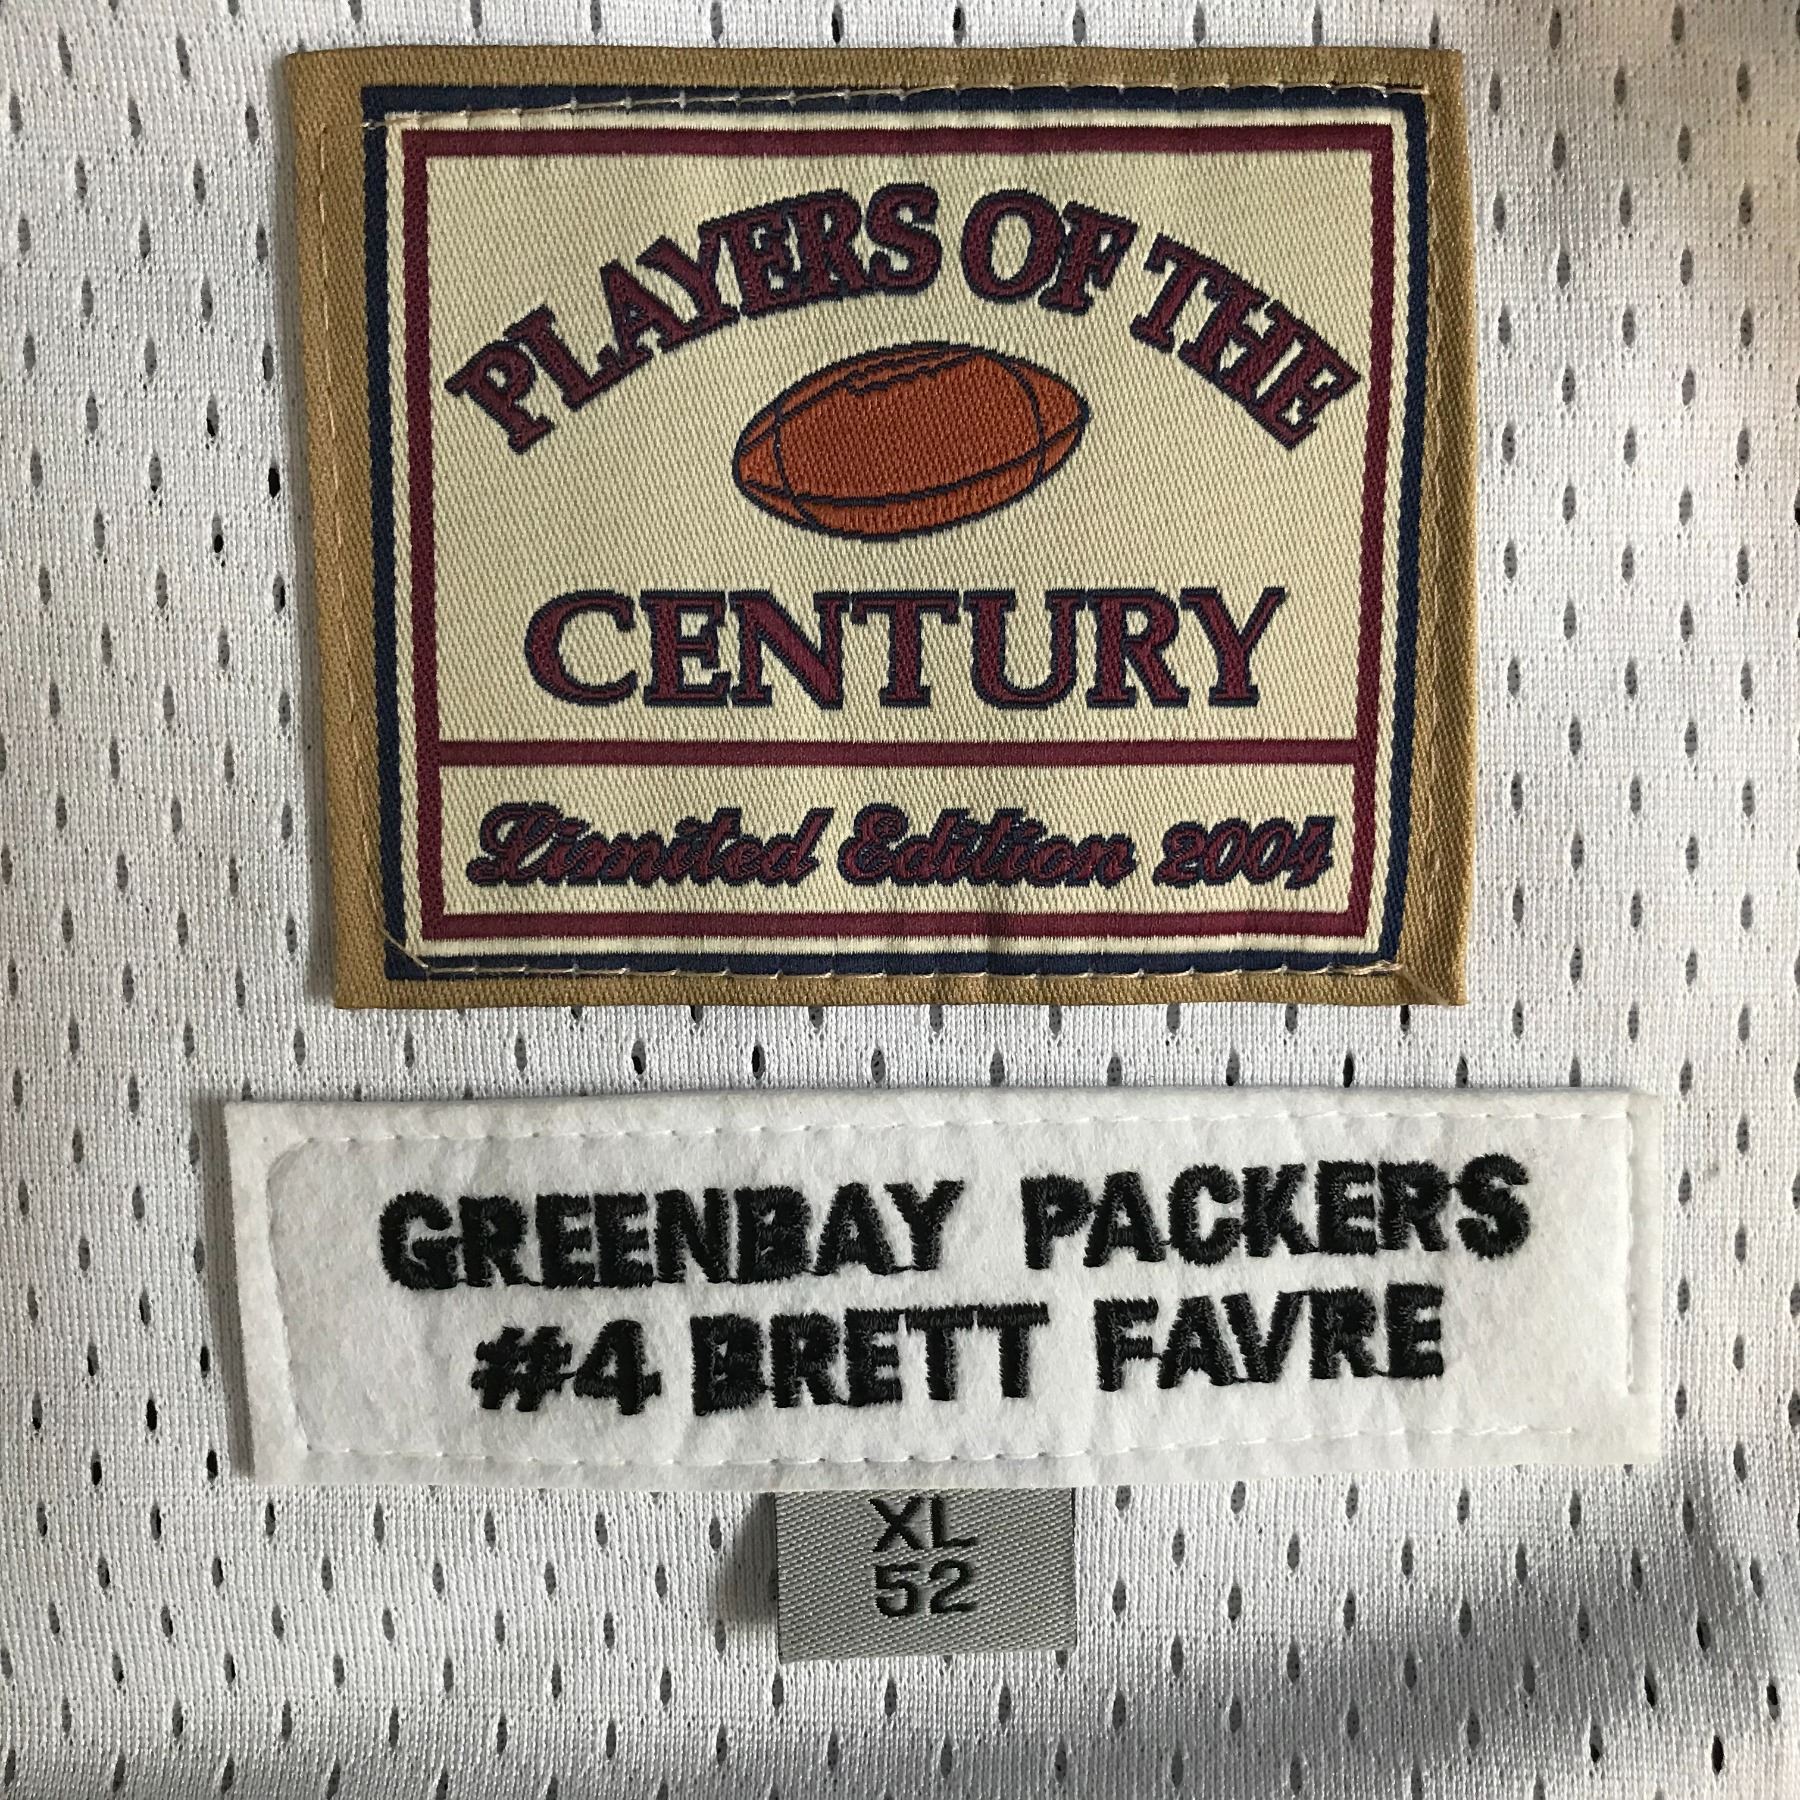 PLAYERS OF THE
CENTURY
Limited Edition 2004
GREENBAY PACKERS
#4 BRETT FAVRE
XL
52